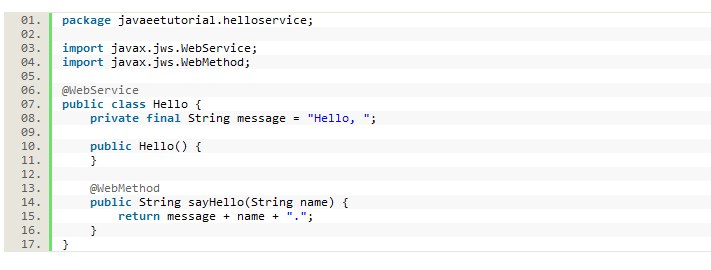 01. package javaeetutorial.helloservice;
02.
03. import javax.jws.WebService;
04. import javax.jws.WebMethod;
05.
06. @WebService
07. public class Hello {
08.     private final String message = "Hello, ";
09.
10.     public Hello() {
11.     }
12.
13.     @WebMethod
14.     public String sayHello(String name) {
15.         return message + name + ".";
16.     }
17. }